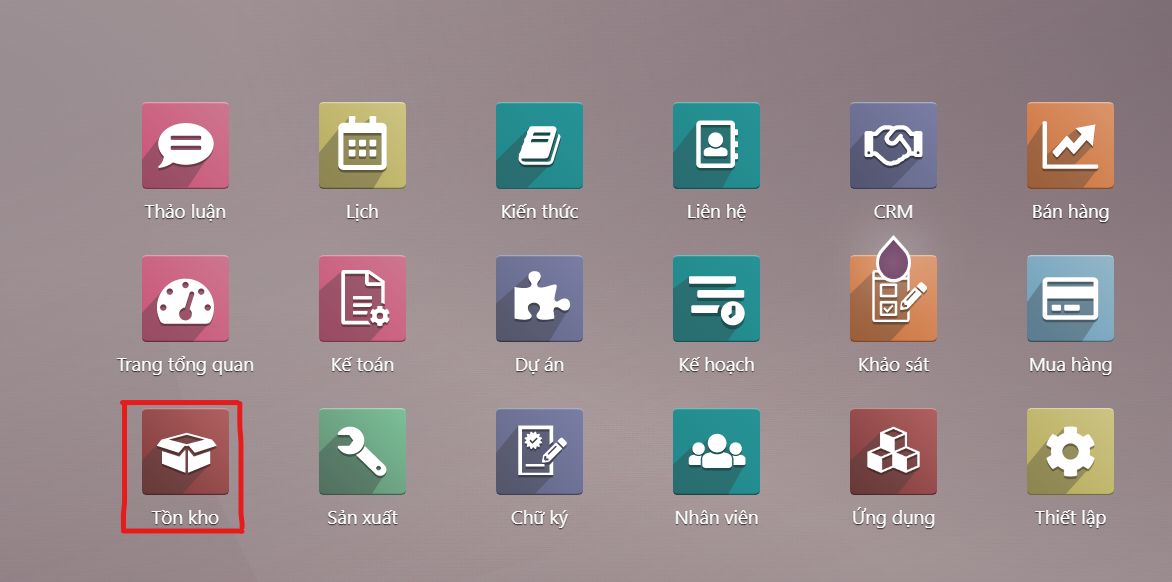 Thảo luận
Lịch
Kiến thức
Liên hệ
CRM
Bán hàng
Trang tổng quan
Kế toán
Dự án
Kế hoạch
Khảo sát
Mua hàng
Tồn kho
Sản xuất
Chữ ký
Nhân viên
Ứng dụng
Thiết lập